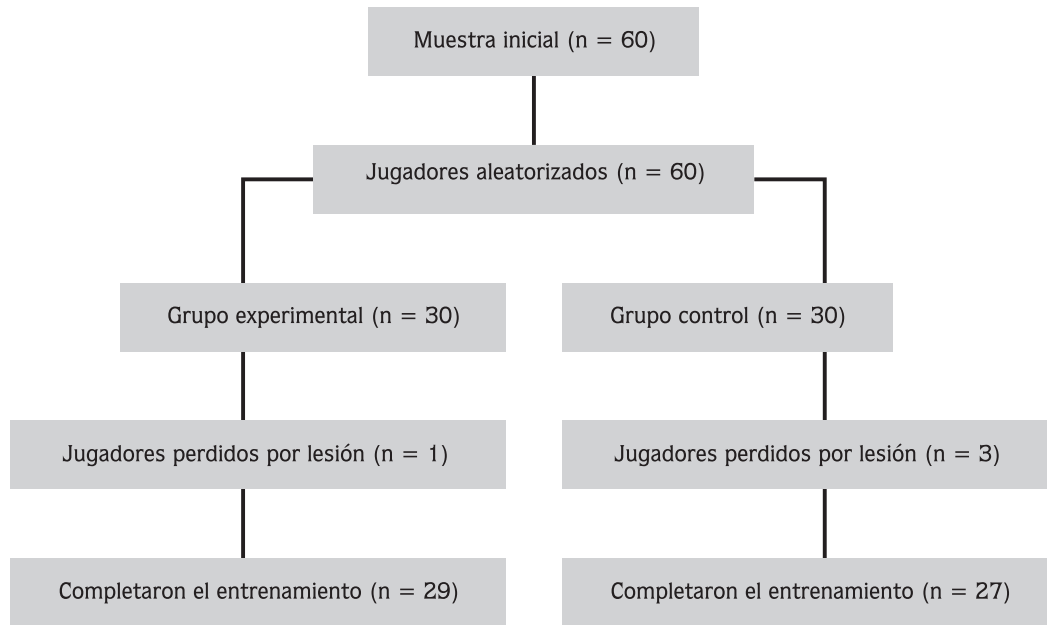 Muestra inicial (n = 60)
Jugadores aleatorizados (n = 60)
Grupo experimental (n = 30)
Grupo control (n = 30)
Jugadores perdidos por lesión (n = 1)
Jugadores perdidos por lesión (n = 3)
Completaron el entrenamiento (n = 29)
Completaron el entrenamiento (n = 27)